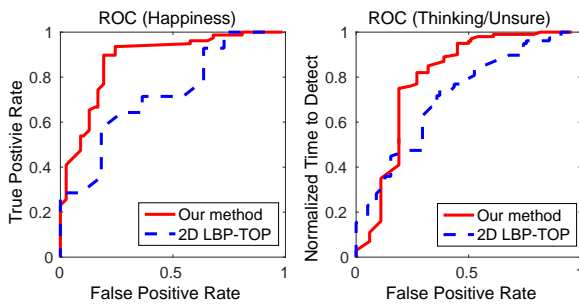 ROC (Happiness)
True Postivie Rate
1
0.8
0.6
0.4
0.2
0
0
0.5
1
False Positive Rate
Our method
2D LBP-TOP
ROC (Thinking/Unsure)
Normalized Time to Detect
1
0.8
0.6
0.4
0.2
0
0
0.5
1
False Positive Rate
Our method
2D LBP-TOP